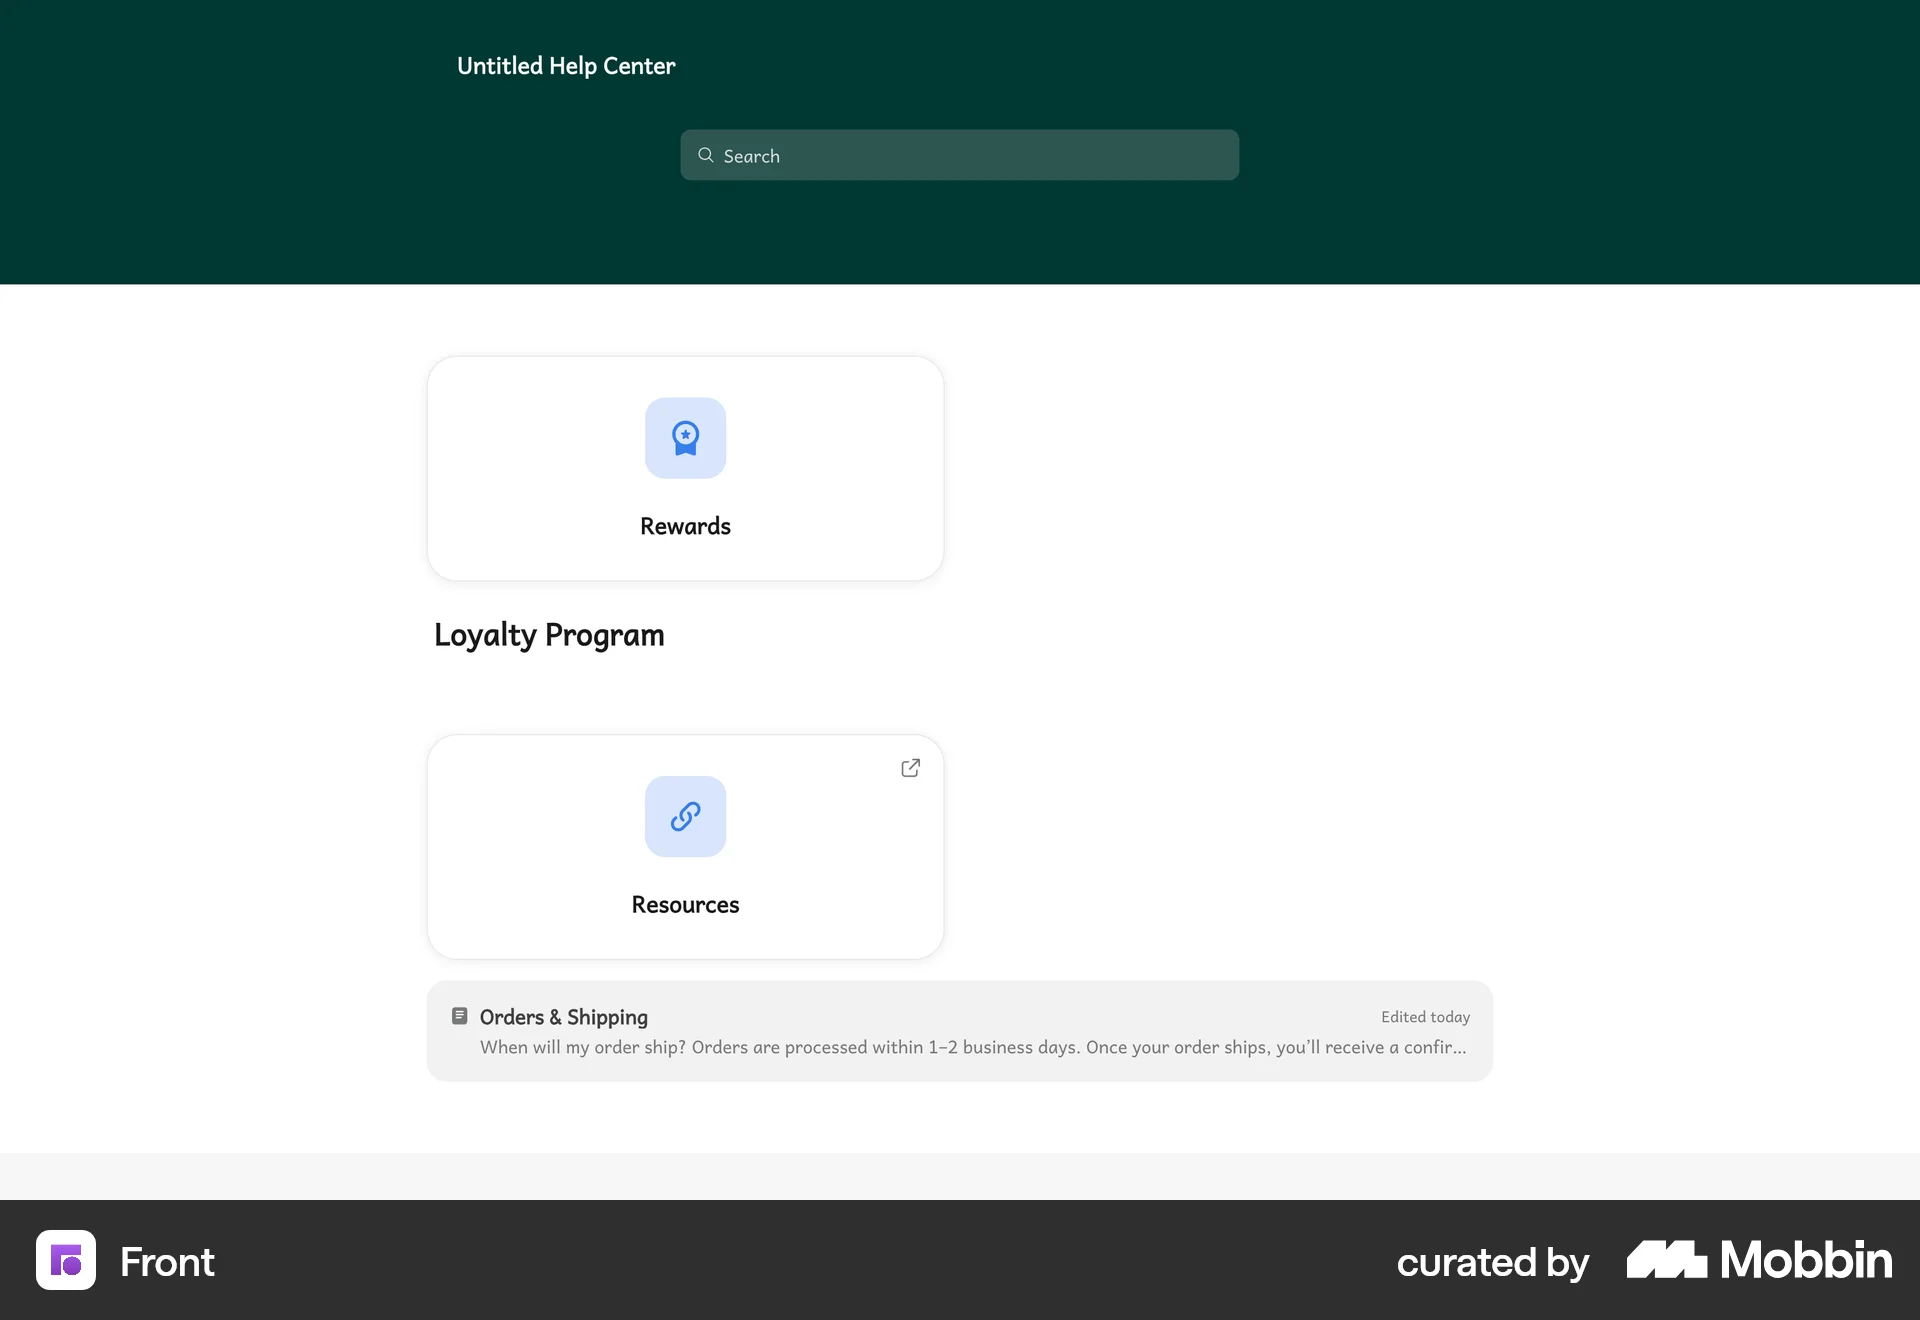 Untitled Help Center
Search
Rewards
Loyalty Program
Resources
Orders & Shipping
Edited today
When will my order ship? Orders are processed within 1–2 business days. Once your order ships, you’ll receive a confir...
Front
curated by
Mobbin